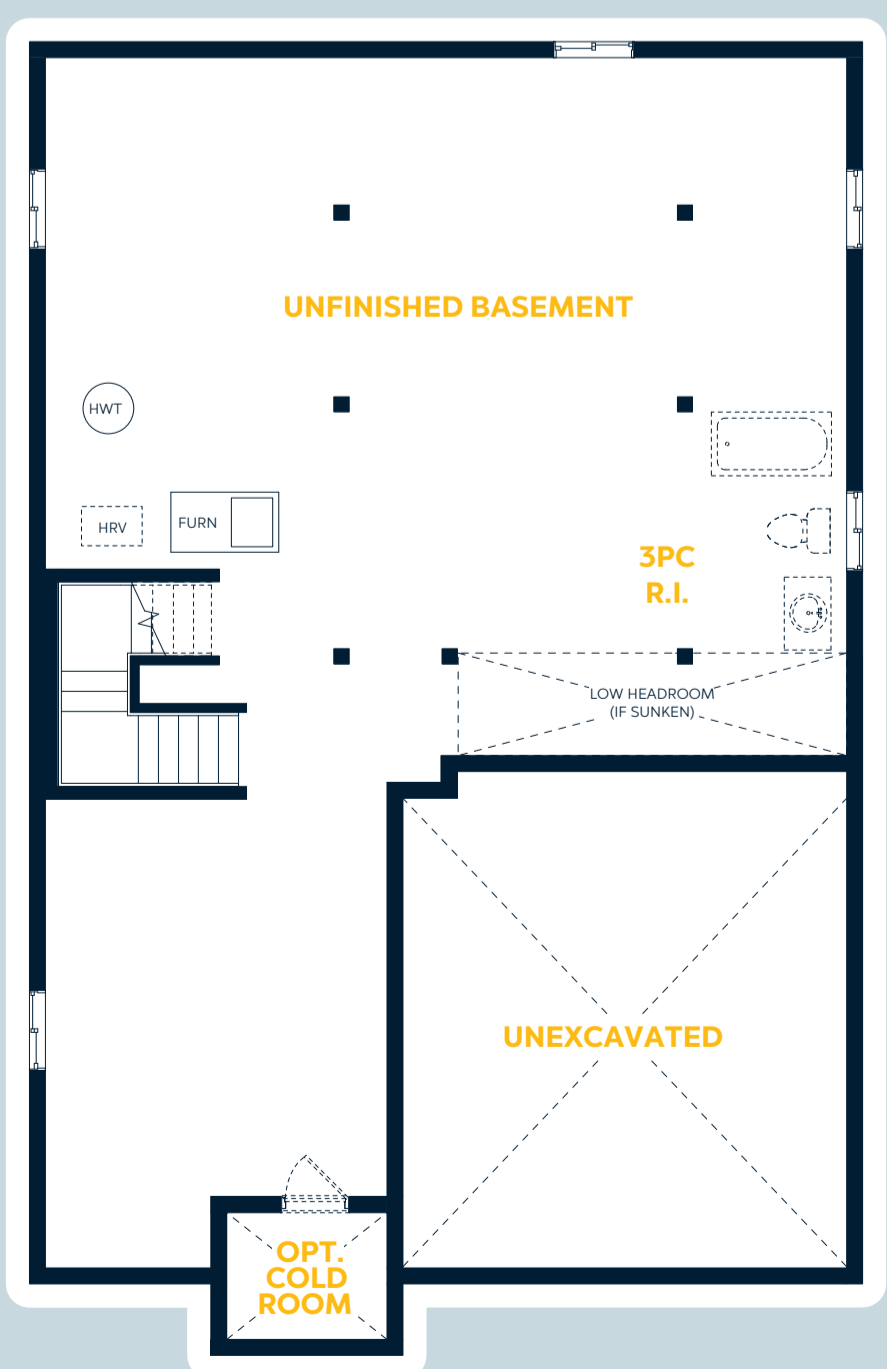 UNFINISHED BASEMENT
HWT
HRV
FURN
3PC
R.I.
LOW HEADROOM
(IF SUNKEN)
UNEXCAVATED
OPT.
COLD
ROOM